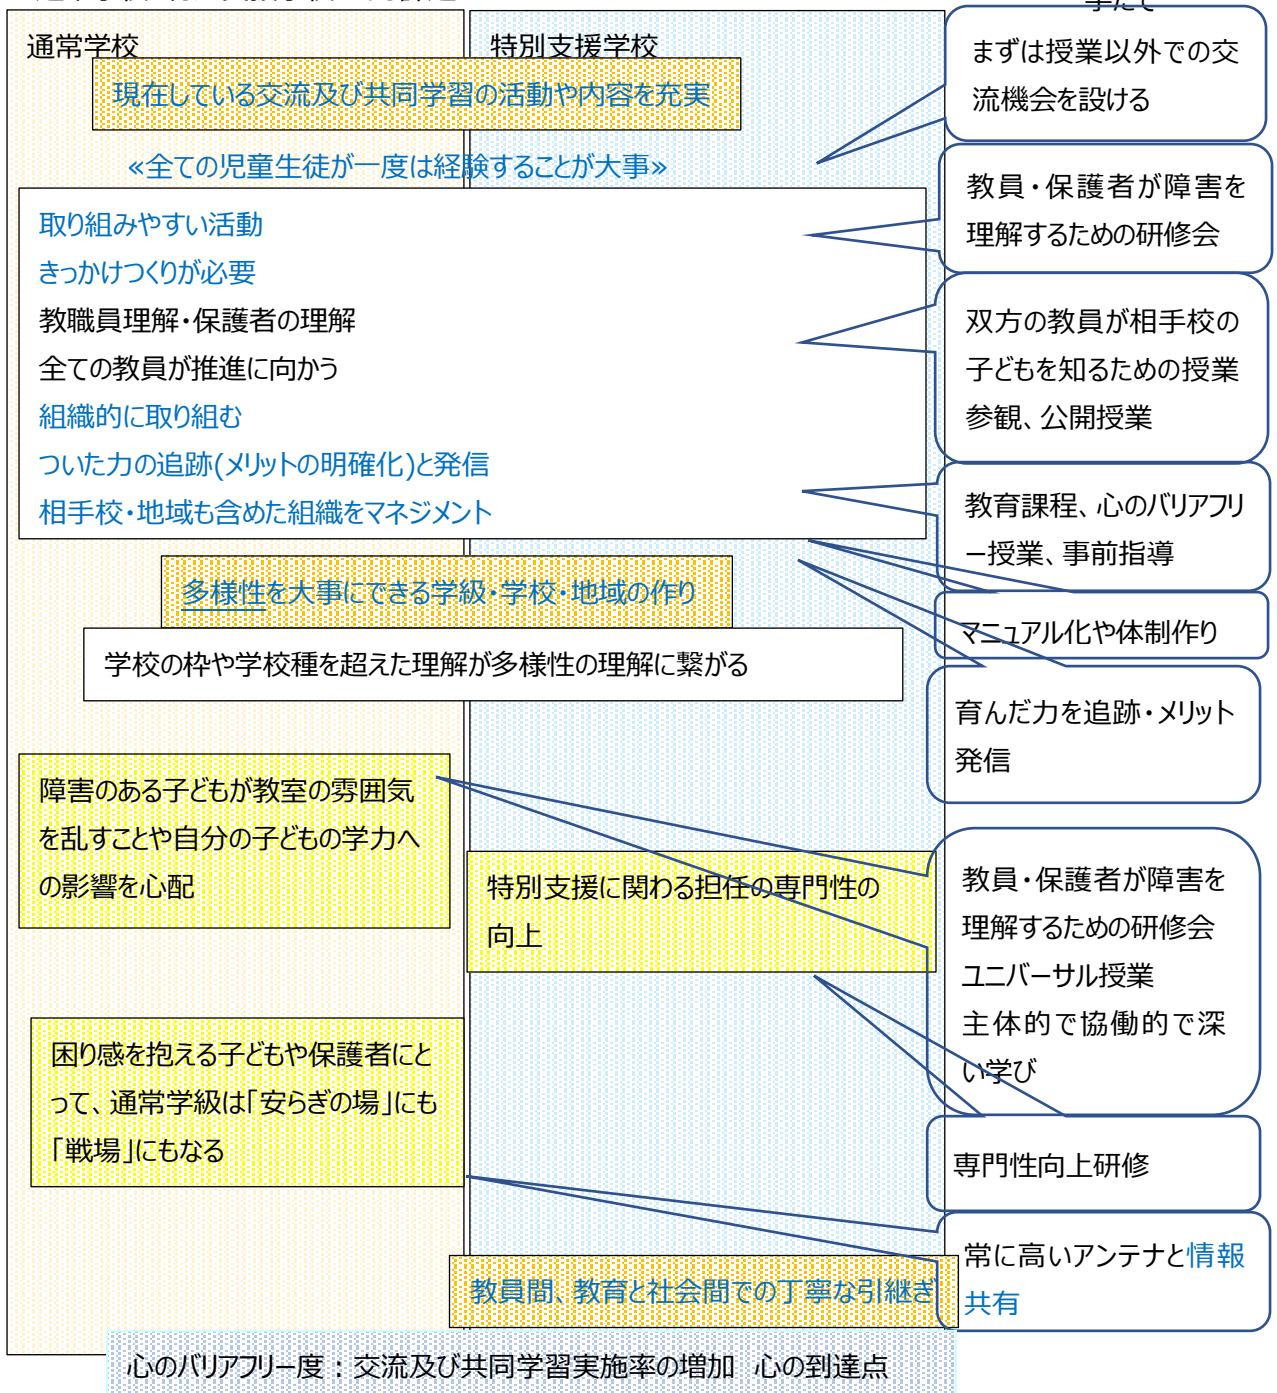 通常学校
特別支援学校
現在している交流及び共同学習の活動や内容を充実
≪全ての児童生徒が一度は経験することが大事≫
取り組みやすい活動
きっかけつくりが必要
教職員理解・保護者の理解
全ての教員が推進に向かう
組織的に取り組む
ついた力の追跡(メリットの明確化)と発信
相手校・地域も含めた組織をマネジメント
多様性を大事にできる学級・学校・地域の作り
学校の枠や学校種を超えた理解が多様性の理解に繋がる
障害のある子どもが教室の雰囲気
を乱すことや自分の子どもの学力へ
の影響を心配
特別支援に関わる担任の専門性の
向上
困り感を抱える子どもや保護者にと
って、通常学級は「安らぎの場」にも
「戦場」にもなる
教員間、教育と社会間での丁寧な引継ぎ
心のバリアフリー度：交流及び共同学習実施率の増加 心の到達点
手だて
まずは授業以外での交
流機会を設ける
教員・保護者が障害を
理解するための研修会
双方の教員が相手校の
子どもを知るための授業
参観、公開授業
教育課程、心のバリアフリ
ー授業、事前指導
マニュアル化や体制作り
育んだ力を追跡・メリット
発信
教員・保護者が障害を
理解するための研修会
ユニバーサル授業
主体的で協働的で深
い学び
専門性向上研修
常に高いアンテナと情報
共有